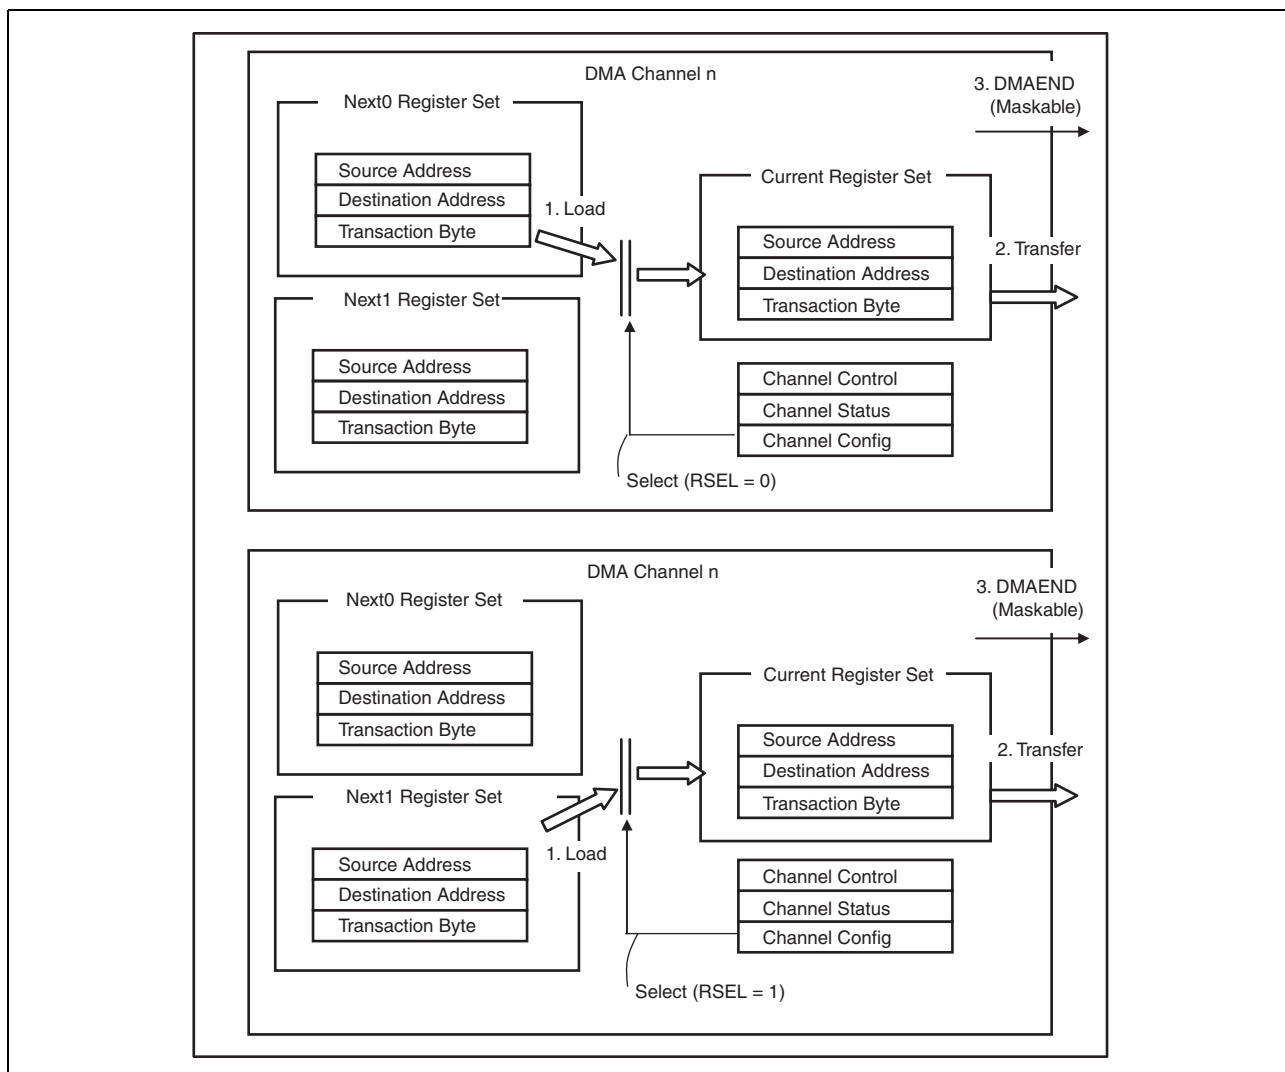 DMA Channel n
3. DMAEND
(Maskable)
Next0 Register Set
Source Address
Destination Address
Transaction Byte
1. Load
Current Register Set
Source Address
Destination Address
Transaction Byte
2. Transfer
Next1 Register Set
Source Address
Destination Address
Transaction Byte
Channel Control
Channel Status
Channel Config
Select (RSEL = 0)
DMA Channel n
3. DMAEND
(Maskable)
Next0 Register Set
Source Address
Destination Address
Transaction Byte
Current Register Set
Source Address
Destination Address
Transaction Byte
2. Transfer
Next1 Register Set
1. Load
Source Address
Destination Address
Transaction Byte
Channel Control
Channel Status
Channel Config
Select (RSEL = 1)